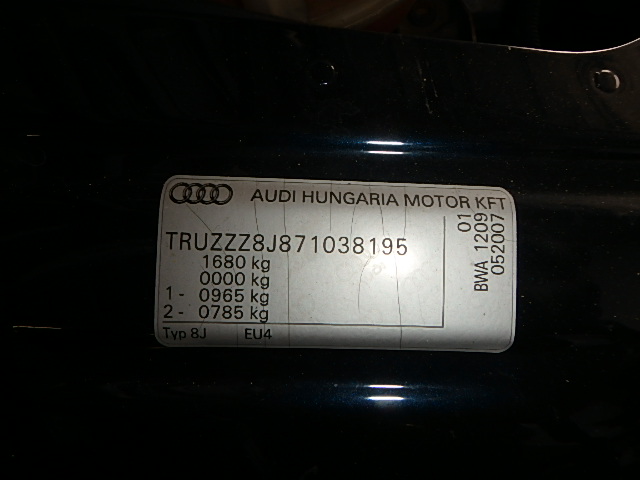 AUDI HUNGARIA MOTOR KFT
TRUZZZ8J871038195
1680 kg
0000 kg
1 - 0965 kg
2 - 0785 kg
Typ 8J EU4
01
BWA 1209
052007